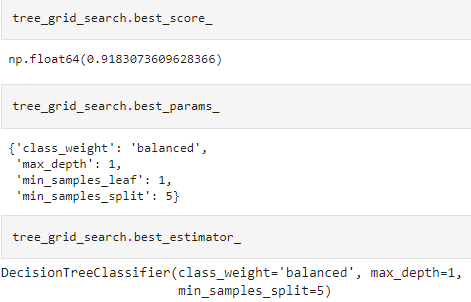 tree_grid_search.best_score_
np.float64(0.9183073609628366)
tree_grid_search.best_params_
{'class_weight': 'balanced',
 'max_depth': 1,
 'min_samples_leaf': 1,
 'min_samples_split': 5}
tree_grid_search.best_estimator_
DecisionTreeClassifier(class_weight='balanced', max_depth=1,
                       min_samples_split=5)